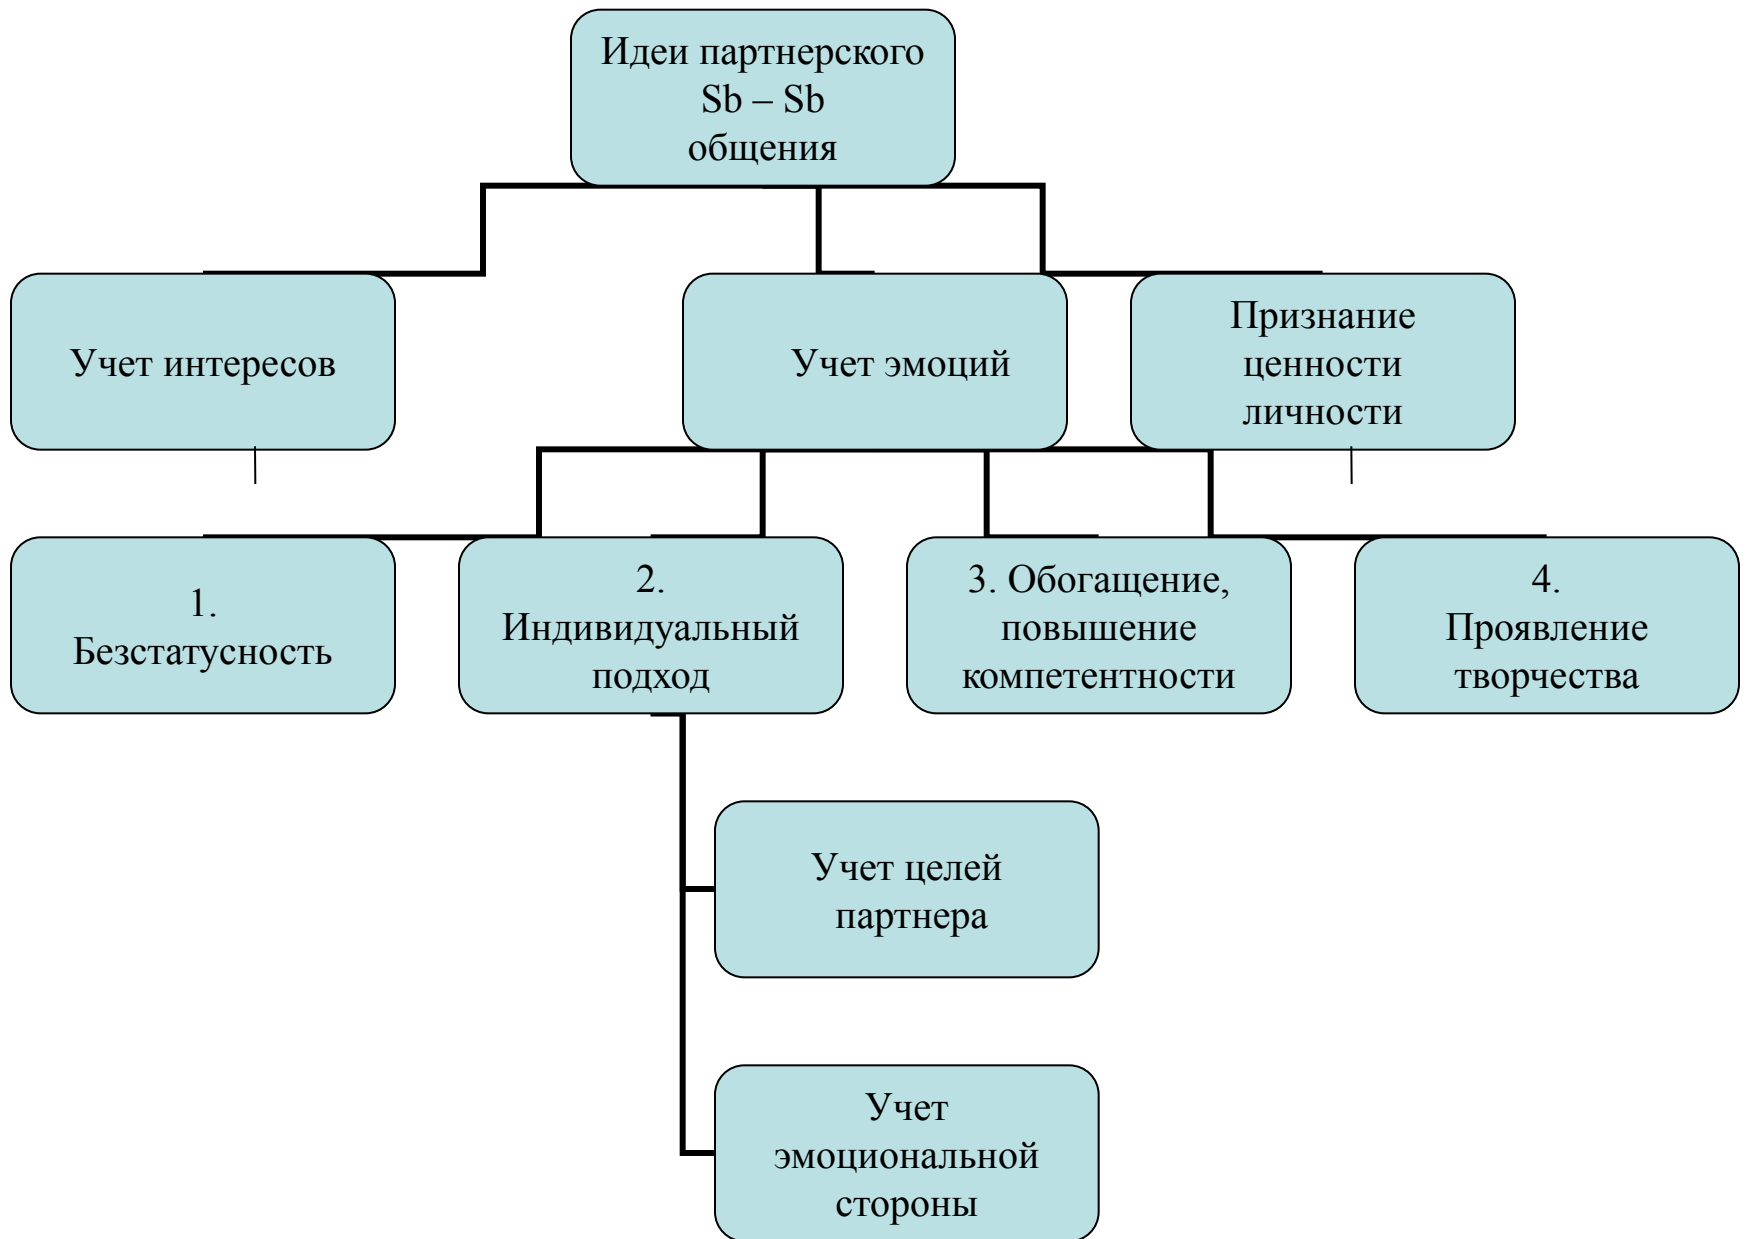 Идеи партнерского
Sb – Sb
общения
Учет интересов
Учет эмоций
Признание
ценности
личности
1.
Безстатусность
2.
Индивидуальный
подход
3. Обогащение,
повышение
компетентности
4.
Проявление
творчества
Учет целей
партнера
Учет
эмоциональной
стороны